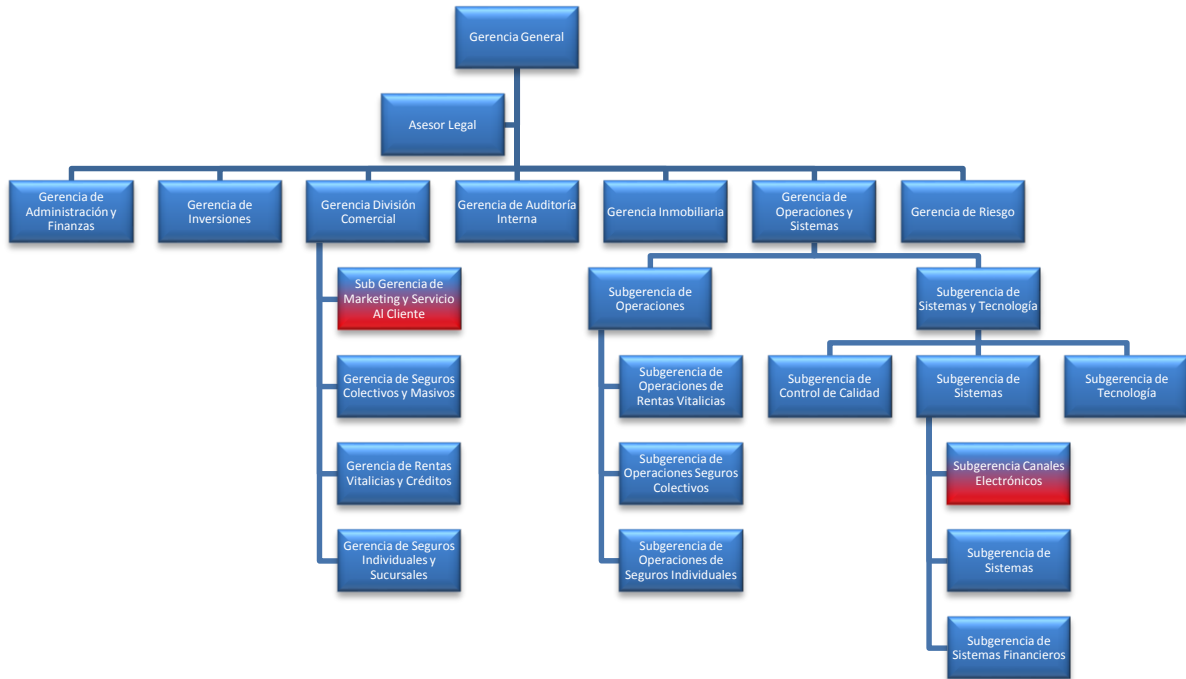 Gerencia General
Asesor Legal
Gerencia de
Administración y
Finanzas
Gerencia de
Inversiones
Gerencia División
Comercial
Gerencia de Auditoría
Interna
Gerencia Inmobiliaria
Gerencia de
Operaciones y
Sistemas
Gerencia de Riesgo
Sub Gerencia de
Marketing y Servicio
Al Cliente
Gerencia de Seguros
Colectivos y Masivos
Gerencia de Rentas
Vitalicias y Créditos
Gerencia de Seguros
Individuales y
Sucursales
Subgerencia de
Operaciones
Subgerencia de
Operaciones de
Rentas Vitalicias
Subgerencia de
Operaciones Seguros
Colectivos
Subgerencia de
Operaciones de
Seguros Individuales
Subgerencia de
Sistemas y Tecnología
Subgerencia de
Control de Calidad
Subgerencia de
Sistemas
Subgerencia de
Tecnología
Subgerencia Canales
Electrónicos
Subgerencia de
Sistemas
Subgerencia de
Sistemas Financieros